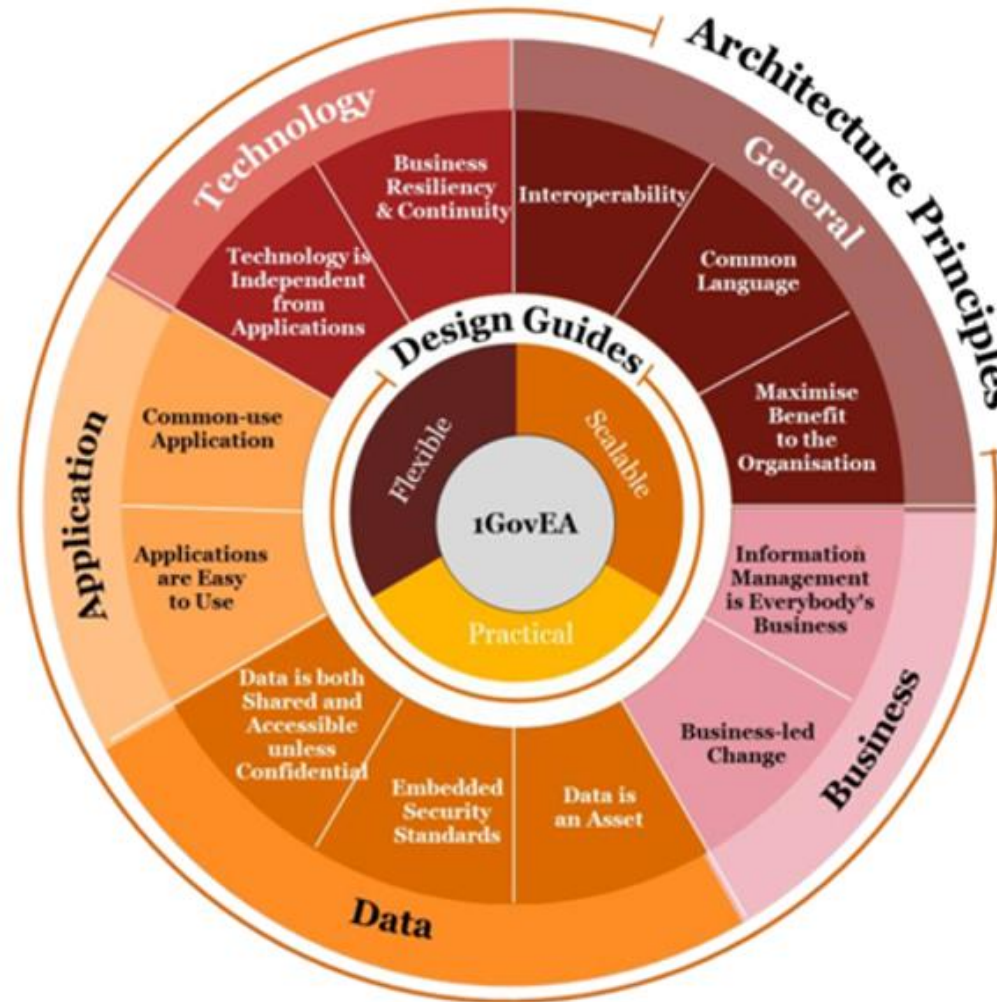 Architecture Principles
Technology
General
Business
Resiliency
& Continuity
Interoperability
Technology is
Independent
from
Applications
Common
Language
Design Guides
Maximise
Benefit
to the
Organisation
Application
Common-use
Application
Flexible
Scalable
1GovEA
Practical
Applications
are Easy
to Use
Information
Management
is Everybody's
Business
Data is both
Shared and
Accessible
unless
Confidential
Embedded
Security
Standards
Data is
an Asset
Business-led
Change
Business
Data